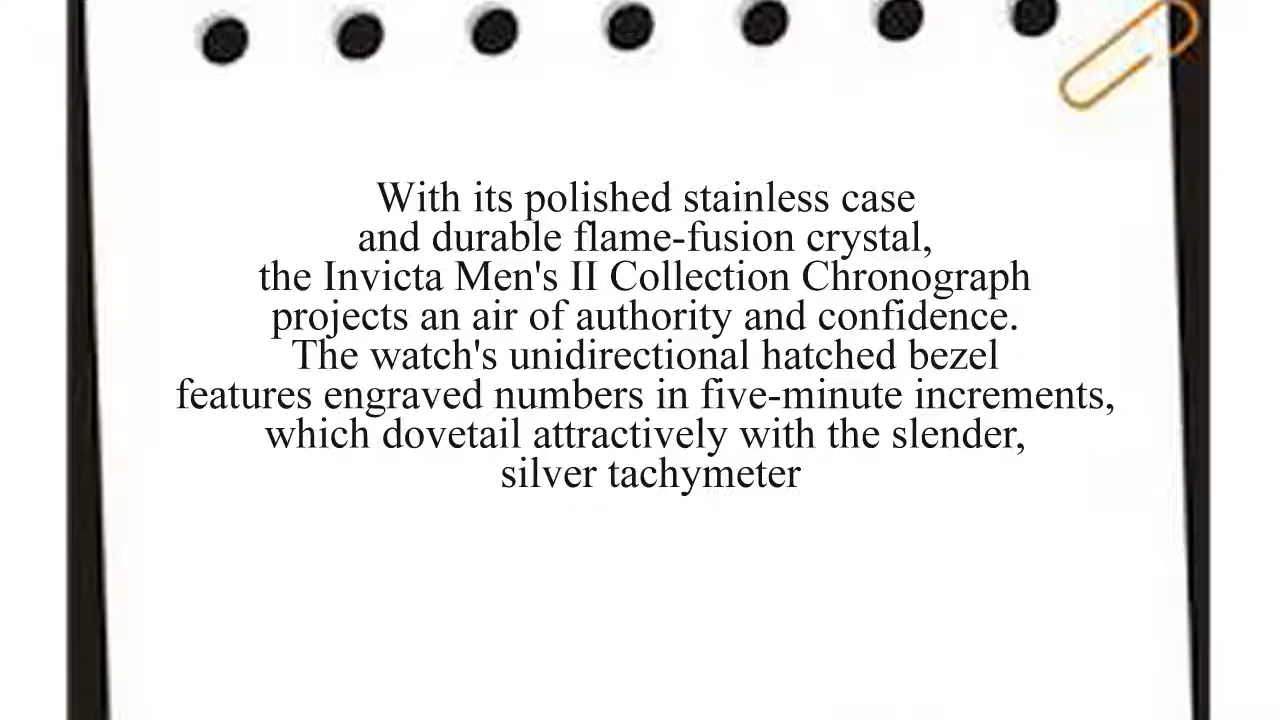 With its polished stainless case
and durable flame-fusion crystal,
the Invicta Men's II Collection Chronograph
projects an air of authority and confidence.
The watch's unidirectional hatched bezel
features engraved numbers in five-minute increments,
which dovetail attractively with the slender,
silver tachymeter